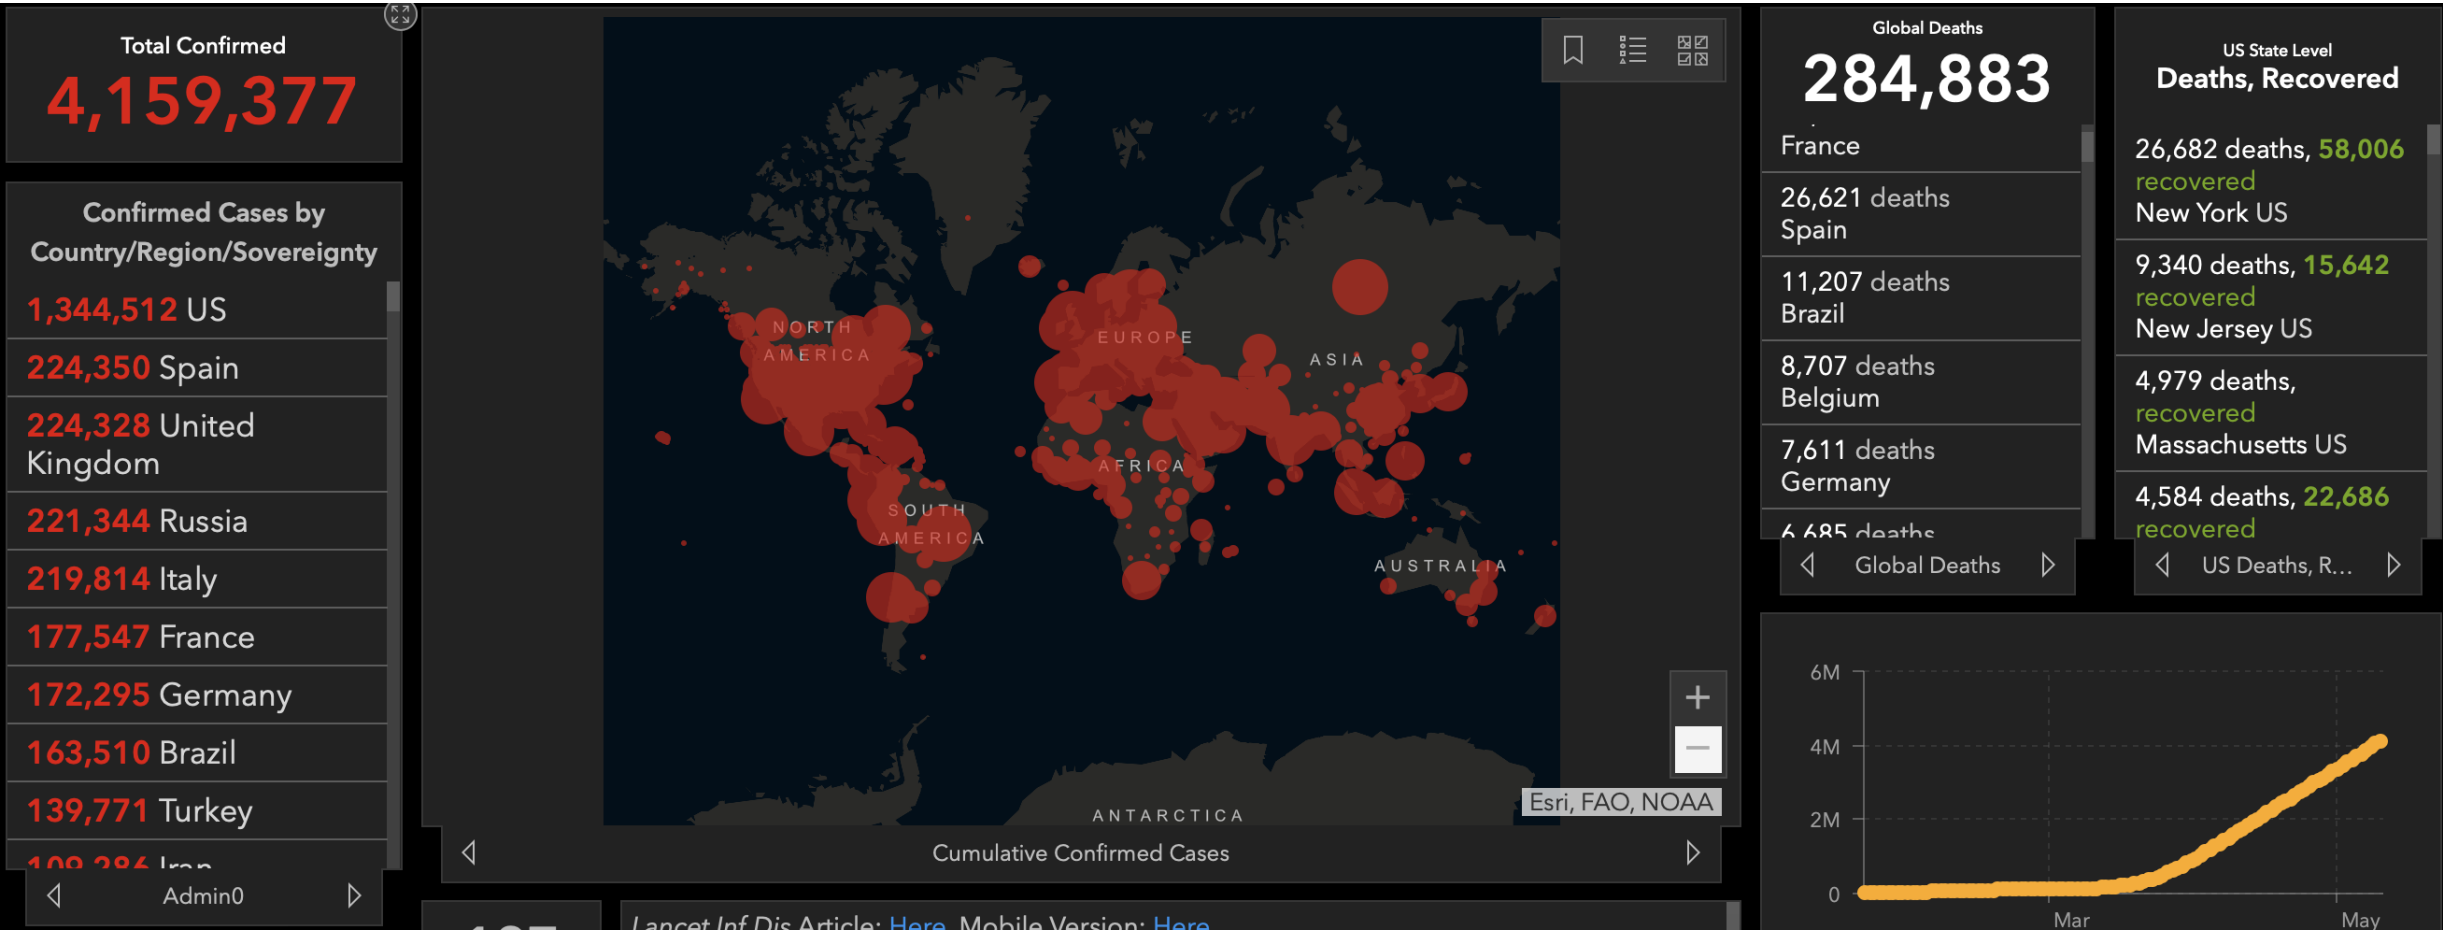 Total Confirmed
4,159,377
Confirmed Cases by
Country/Region/Sovereignty
1,344,512 US
224,350 Spain
224,328 United
Kingdom
221,344 Russia
219,814 Italy
177,547 France
172,295 Germany
163,510 Brazil
139,771 Turkey
109,286 Iran
Admin0
NORTH
AMERICA
EUROPE
ASIA
AFRICA
SOUTH
AMERICA
AUSTRALIA
ANTARCTICA
Esri, FAO, NOAA
Cumulative Confirmed Cases
Lancet Inf Dis Article: Here. Mobile Version: Here.
Global Deaths
284,883
France
26,621 deaths
Spain
11,207 deaths
Brazil
8,707 deaths
Belgium
7,611 deaths
Germany
6,685 deaths
Global Deaths
US State Level
Deaths, Recovered
26,682 deaths, 58,006
recovered
New York US
9,340 deaths, 15,642
recovered
New Jersey US
4,979 deaths,
recovered
Massachusetts US
4,584 deaths, 22,686
recovered
US Deaths, R...
6M
4M
2M
0
Mar
May